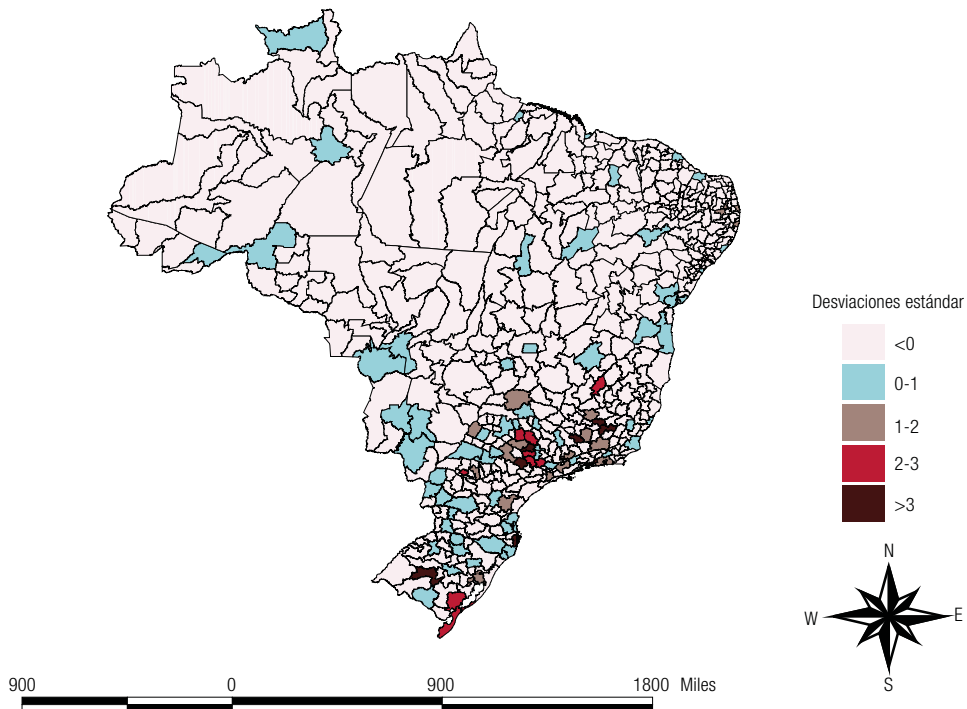 Desviaciones estándar
<0
0-1
1-2
2-3
>3
N
W E
S
900 0 900 1800 Miles